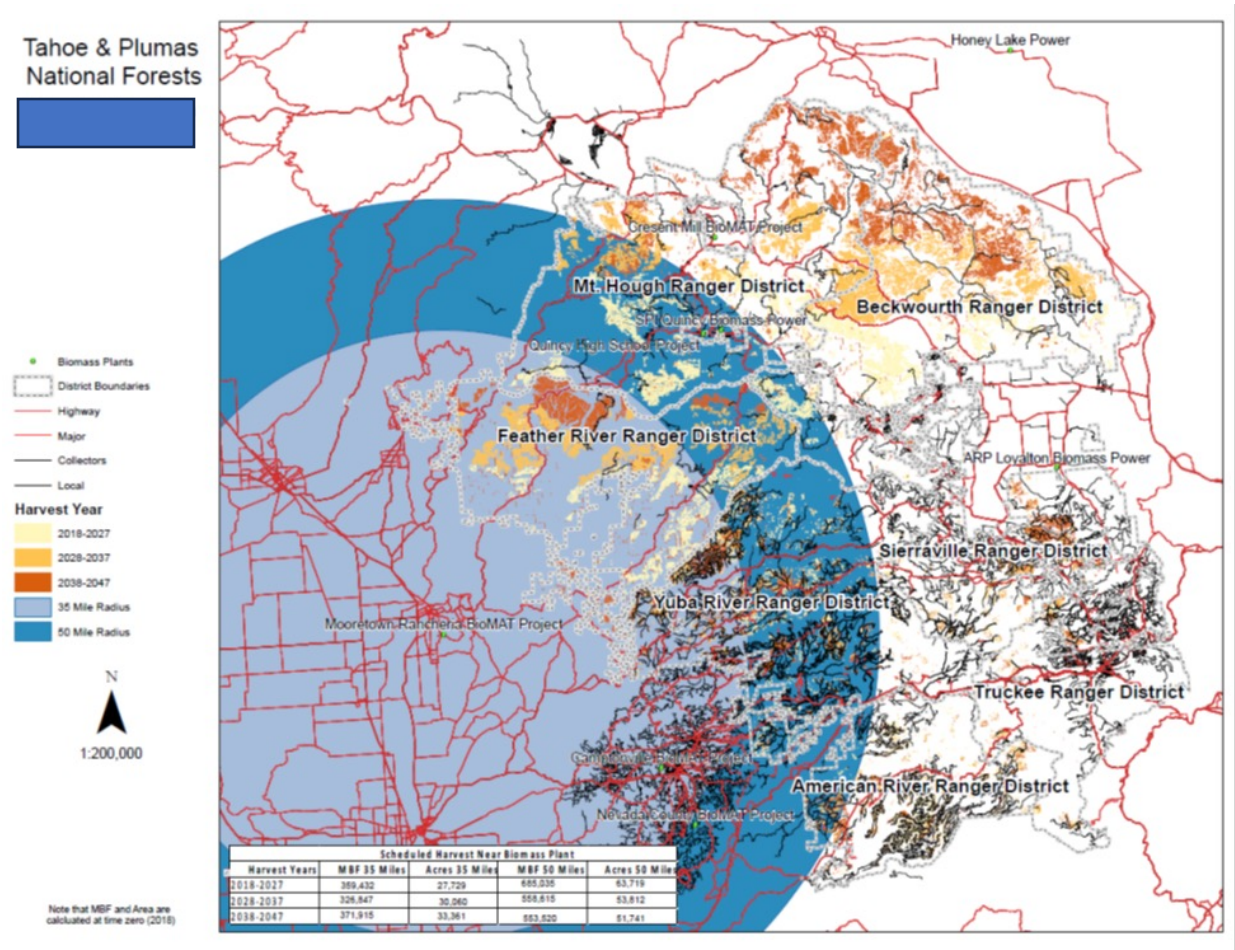 Tahoe & Plumas
National Forests
Honey Lake Power
Cresent Mill BioMAT Project
Mt. Hough Ranger District
Beckwourth Ranger District
SPI Quincy Biomass Power
Quincy High School Project
Feather River Ranger District
ARP Loyalton Biomass Power
Sierraville Ranger District
Yuba River Ranger District
Mooretown Rancheria BioMAT Project
Truckee Ranger District
American River Ranger District
Nevada County BioMAT Project
Biomass Plants
District Boundaries
Highway
Major
Collectors
Local
Harvest Year
2018-2027
2028-2037
2038-2047
35 Mile Radius
50 Mile Radius
N
1:200,000
Note that MBF and Area are
calcluated at time zero (2018)
Scheduled Harvest Near Biomass Plant
Harvest Years MBF 35 Miles Acres 35 Miles MBF 50 Miles Acres 50 Miles
2018-2027 359,432 27,729 685,035 63,719
2028-2037 326,847 30,060 558,615 53,812
2038-2047 371,915 33,361 553,520 51,741